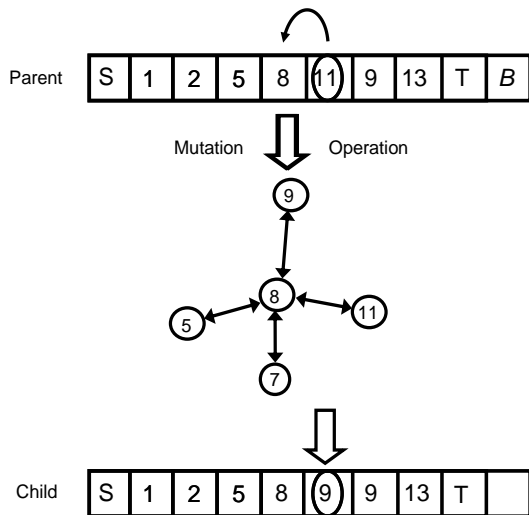 Parent S 1 2 5 8 11 9 13 T B
Mutation Operation
9
8
5 11
7
Child S 1 2 5 8 9 9 13 T